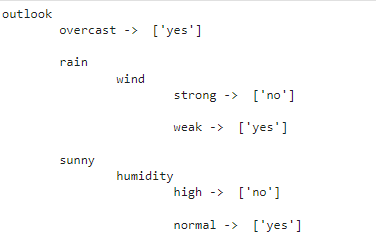 outlook
overcast -> ['yes']
rain
wind
strong -> ['no']
weak -> ['yes']
sunny
humidity
high -> ['no']
normal -> ['yes']